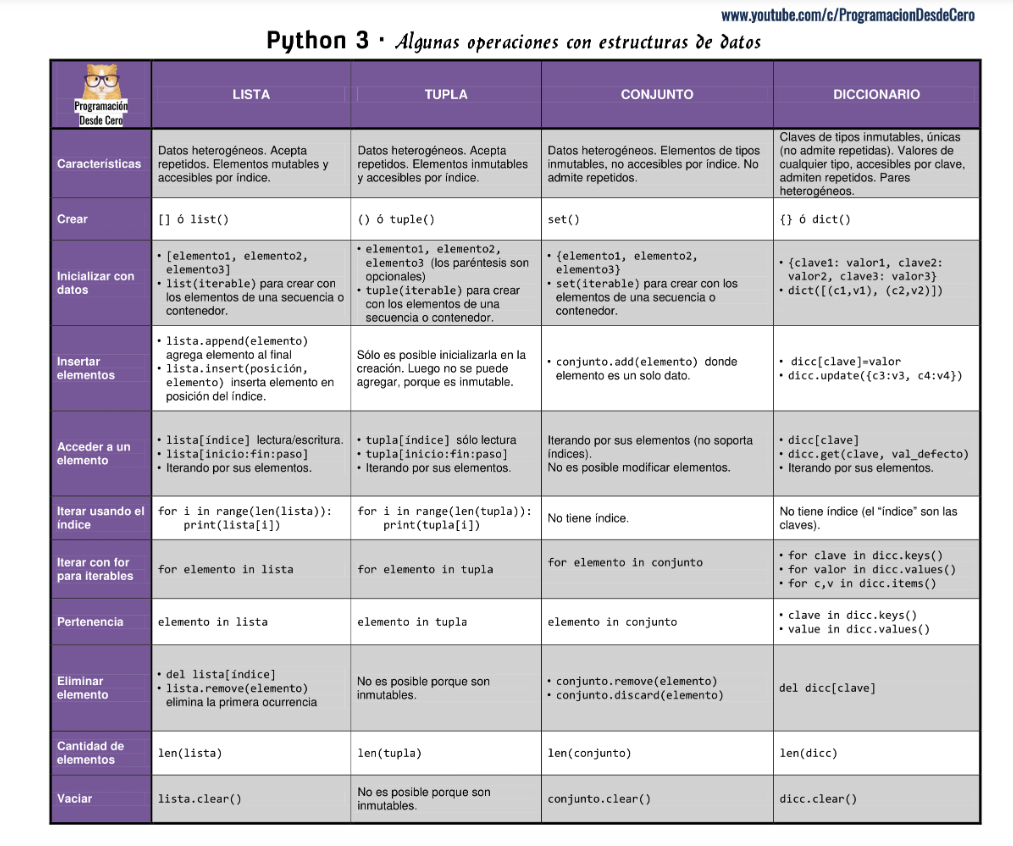 www.youtube.com/c/ProgramacionDesdeCero
Python 3 · Algunas operaciones con estructuras de datos
Programación
Desde Cero
LISTA
TUPLA
CONJUNTO
DICCIONARIO
Características
Datos heterogéneos. Acepta
repetidos. Elementos mutables y
accesibles por índice.
Datos heterogéneos. Acepta
repetidos. Elementos inmutables
y accesibles por índice.
Datos heterogéneos. Elementos de tipos
inmutables, no accesibles por índice. No
admite repetidos.
Claves de tipos inmutables, únicas
(no admite repetidas). Valores de
cualquier tipo, accesibles por clave,
admiten repetidos. Pares
heterogéneos.
Crear
[] ó list()
() ó tuple()
set()
{} ó dict()
Inicializar con
datos
• [elemento1, elemento2,
elemento3]
• list(iterable) para crear con
los elementos de una secuencia o
contenedor.
• elemento1, elemento2,
elemento3 (los paréntesis son
opcionales)
• tuple(iterable) para crear
con los elementos de una
secuencia o contenedor.
• {elemento1, elemento2,
elemento3}
• set(iterable) para crear con los
elementos de una secuencia o
contenedor.
• {clave1: valor1, clave2:
valor2, clave3: valor3}
• dict([(c1,v1), (c2,v2)])
Insertar
elementos
• lista.append(elemento)
agrega elemento al final
• lista.insert(posición,
elemento) inserta elemento en
posición del índice.
Sólo es posible inicializarla en la
creación. Luego no se puede
agregar, porque es inmutable.
• conjunto.add(elemento) donde
elemento es un solo dato.
• dicc[clave]=valor
• dicc.update({c3:v3, c4:v4})
Acceder a un
elemento
• lista[índice] lectura/escritura.
• lista[inicio:fin:paso]
• Iterando por sus elementos.
• tupla[índice] sólo lectura
• tupla[inicio:fin:paso]
• Iterando por sus elementos.
Iterando por sus elementos (no soporta
índices).
No es posible modificar elementos.
• dicc[clave]
• dicc.get(clave, val_defecto)
• Iterando por sus elementos.
Iterar usando el
índice
for i in range(len(lista)):
print(lista[i])
for i in range(len(tupla)):
print(tupla[i])
No tiene índice.
No tiene índice (el “índice” son las
claves).
Iterar con for
para iterables
for elemento in lista
for elemento in tupla
for elemento in conjunto
• for clave in dicc.keys()
• for valor in dicc.values()
• for c,v in dicc.items()
Pertenencia
elemento in lista
elemento in tupla
elemento in conjunto
• clave in dicc.keys()
• value in dicc.values()
Eliminar
elemento
• del lista[índice]
• lista.remove(elemento)
elimina la primera ocurrencia
No es posible porque son
inmutables.
• conjunto.remove(elemento)
• conjunto.discard(elemento)
del dicc[clave]
Cantidad de
elementos
len(lista)
len(tupla)
len(conjunto)
len(dicc)
Vaciar
lista.clear()
No es posible porque son
inmutables.
conjunto.clear()
dicc.clear()